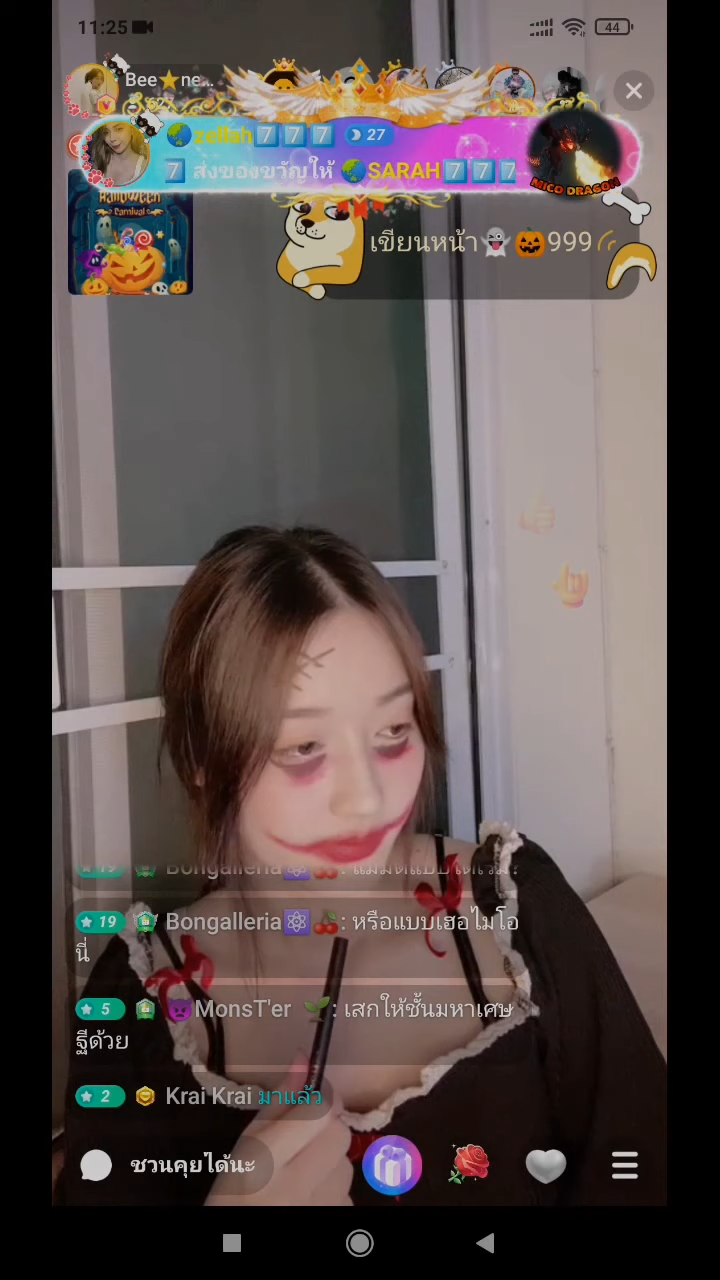 11:25
44
Bee⭐ne...
zellah 7 7 7 27
7 ส่งของขวัญให้ SARAH 7 7 7
MICO DRAGON
Halloween
Carnival
เขียนหน้า👻🎃999
19 Bongalleria⚛️🍒: หรือแบบเฮอไมโอ
นี่
5 😈MonsT'er 🌱: เสกให้ชั้นมหาเศษ
ฐีด้วย
2 Krai Krai มาแล้ว
ชวนคุยได้นะ